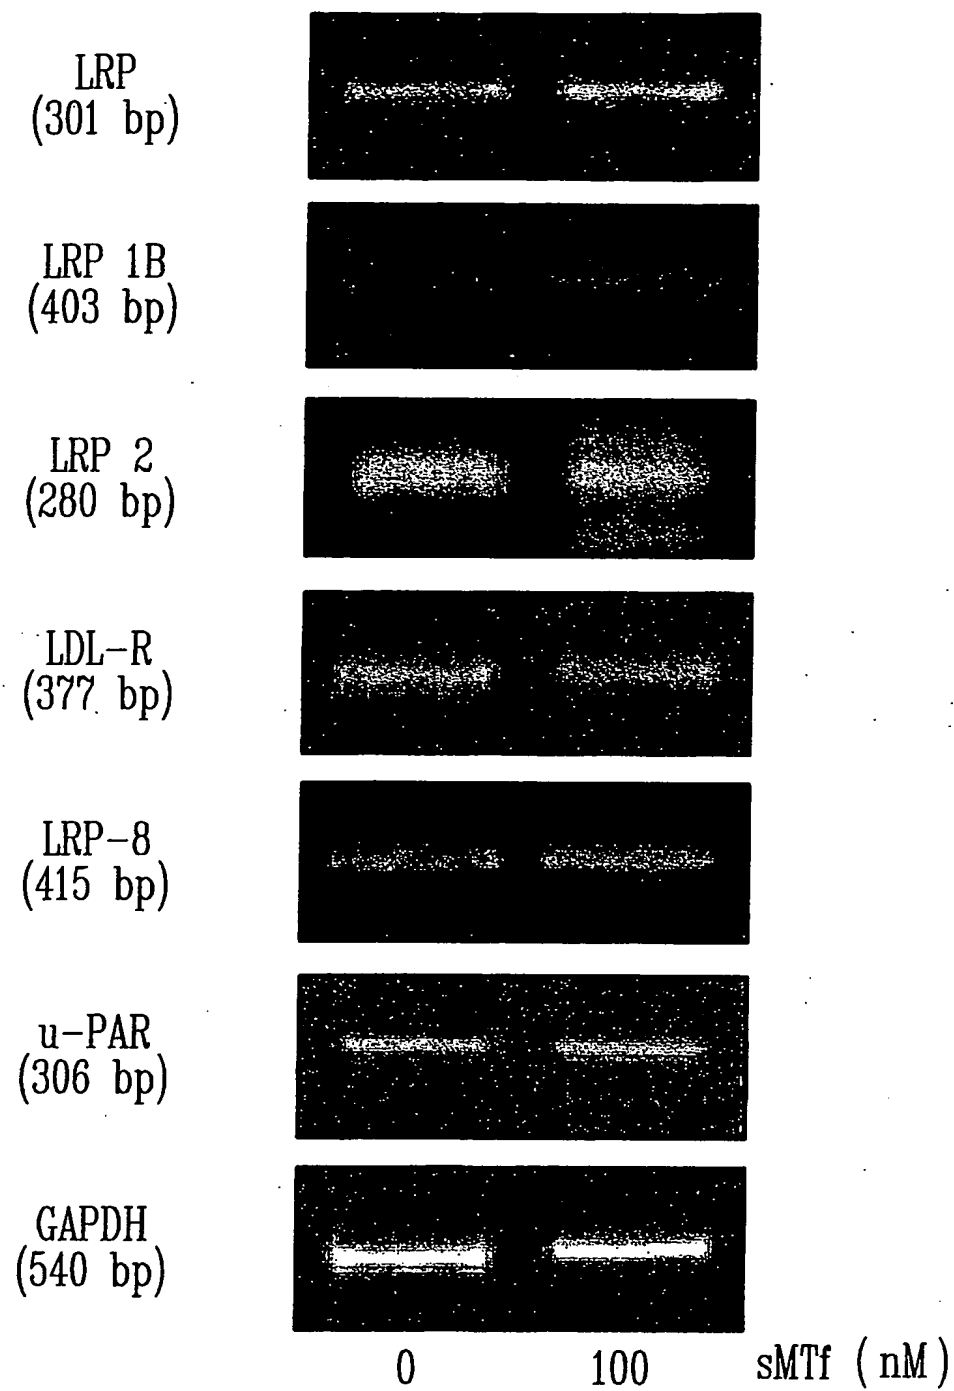 LRP
(301 bp)
LRP 1B
(403 bp)
LRP 2
(280 bp)
LDL-R
(377 bp)
LRP-8
(415 bp)
u-PAR
(306 bp)
GAPDH
(540 bp)
0 100 sMTf (nM)